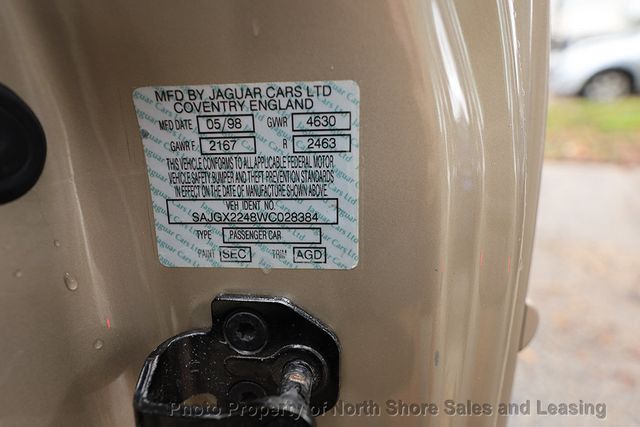 MFD BY JAGUAR CARS LTD
COVENTRY ENGLAND
MFD DATE 05/98 GVWR 4630
GAWR F. 2167 R 2463
THIS VEHICLE CONFORMS TO ALL APPLICABLE FEDERAL MOTOR
VEHICLE SAFETY, BUMPER AND THEFT PREVENTION STANDARDS
IN EFFECT ON THE DATE OF MANUFACTURE SHOWN ABOVE.
VEH IDENT NO.
SAJGX2248WC028384
TYPE PASSENGER CAR
PAINT SEC TRIM AGD
Photo Property of North Shore Sales and Leasing